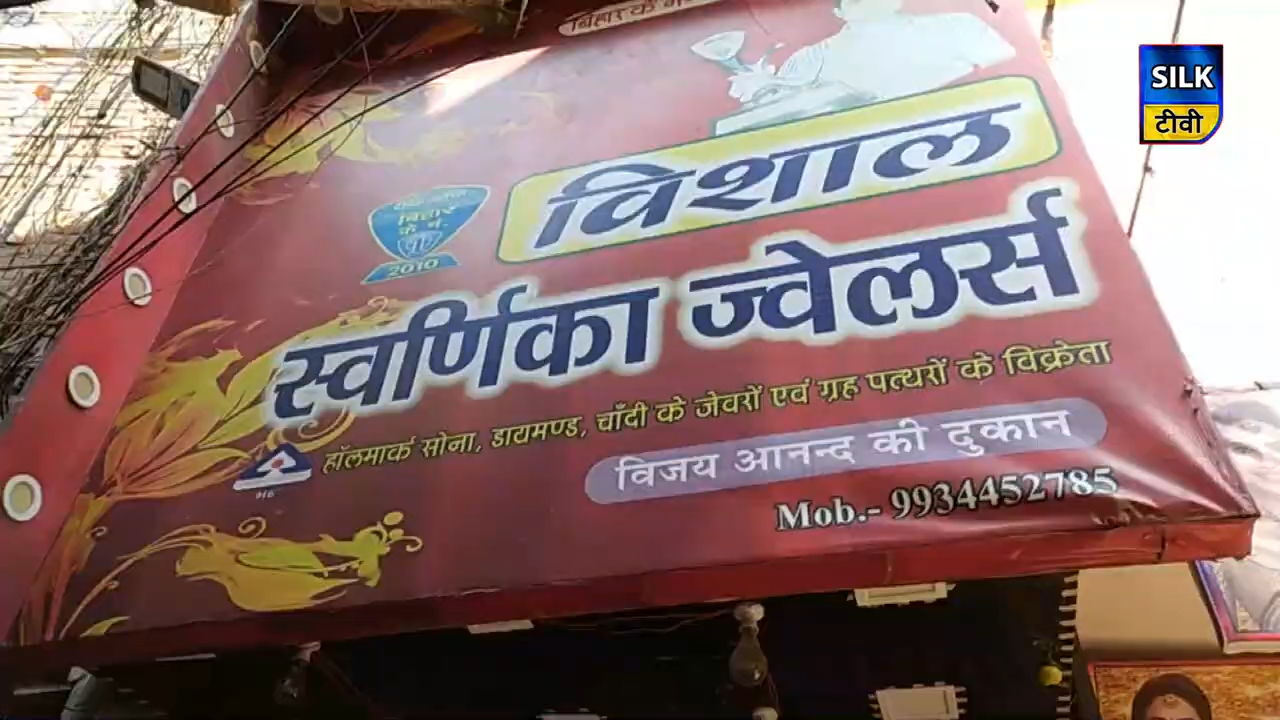 SILK
टीवी
बिहार
के नं.
2010
विशाल
स्वर्णिका ज्वेलर्स
हॉलमार्क सोना, डायमण्ड, चाँदी के जेवरों एवं ग्रह पत्थरों के विक्रेता
विजय आनन्द की दुकान
Mob.- 9934452785